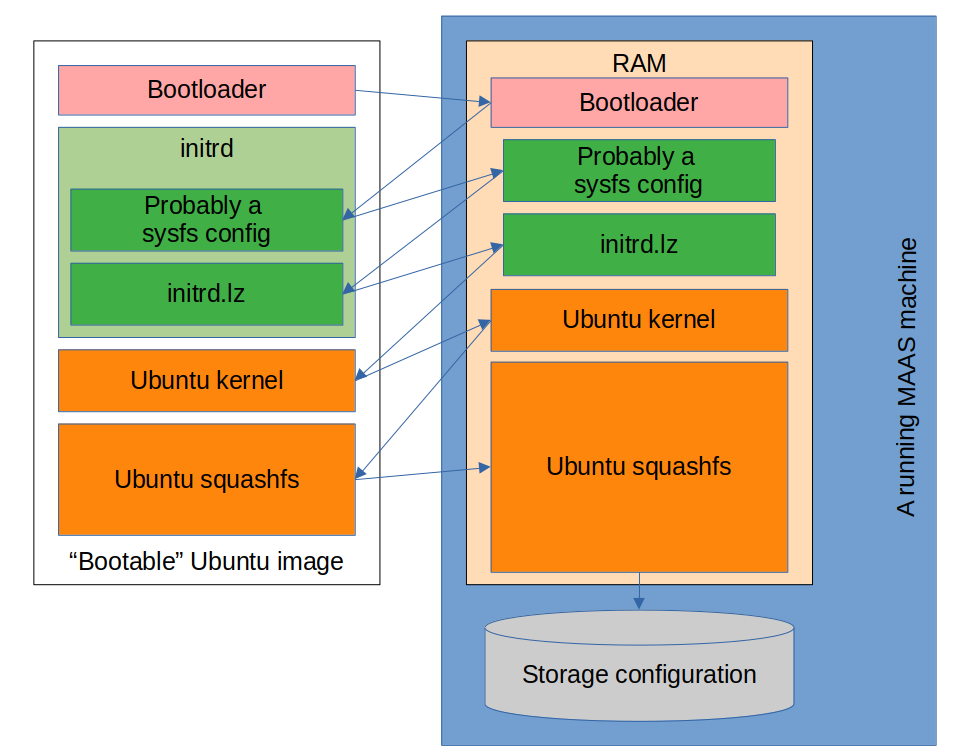 Bootloader
initrd
Probably a
sysfs config
initrd.lz
Ubuntu kernel
Ubuntu squashfs
“Bootable” Ubuntu image
RAM
Bootloader
Probably a
sysfs config
initrd.lz
Ubuntu kernel
Ubuntu squashfs
Storage configuration
A running MAAS machine